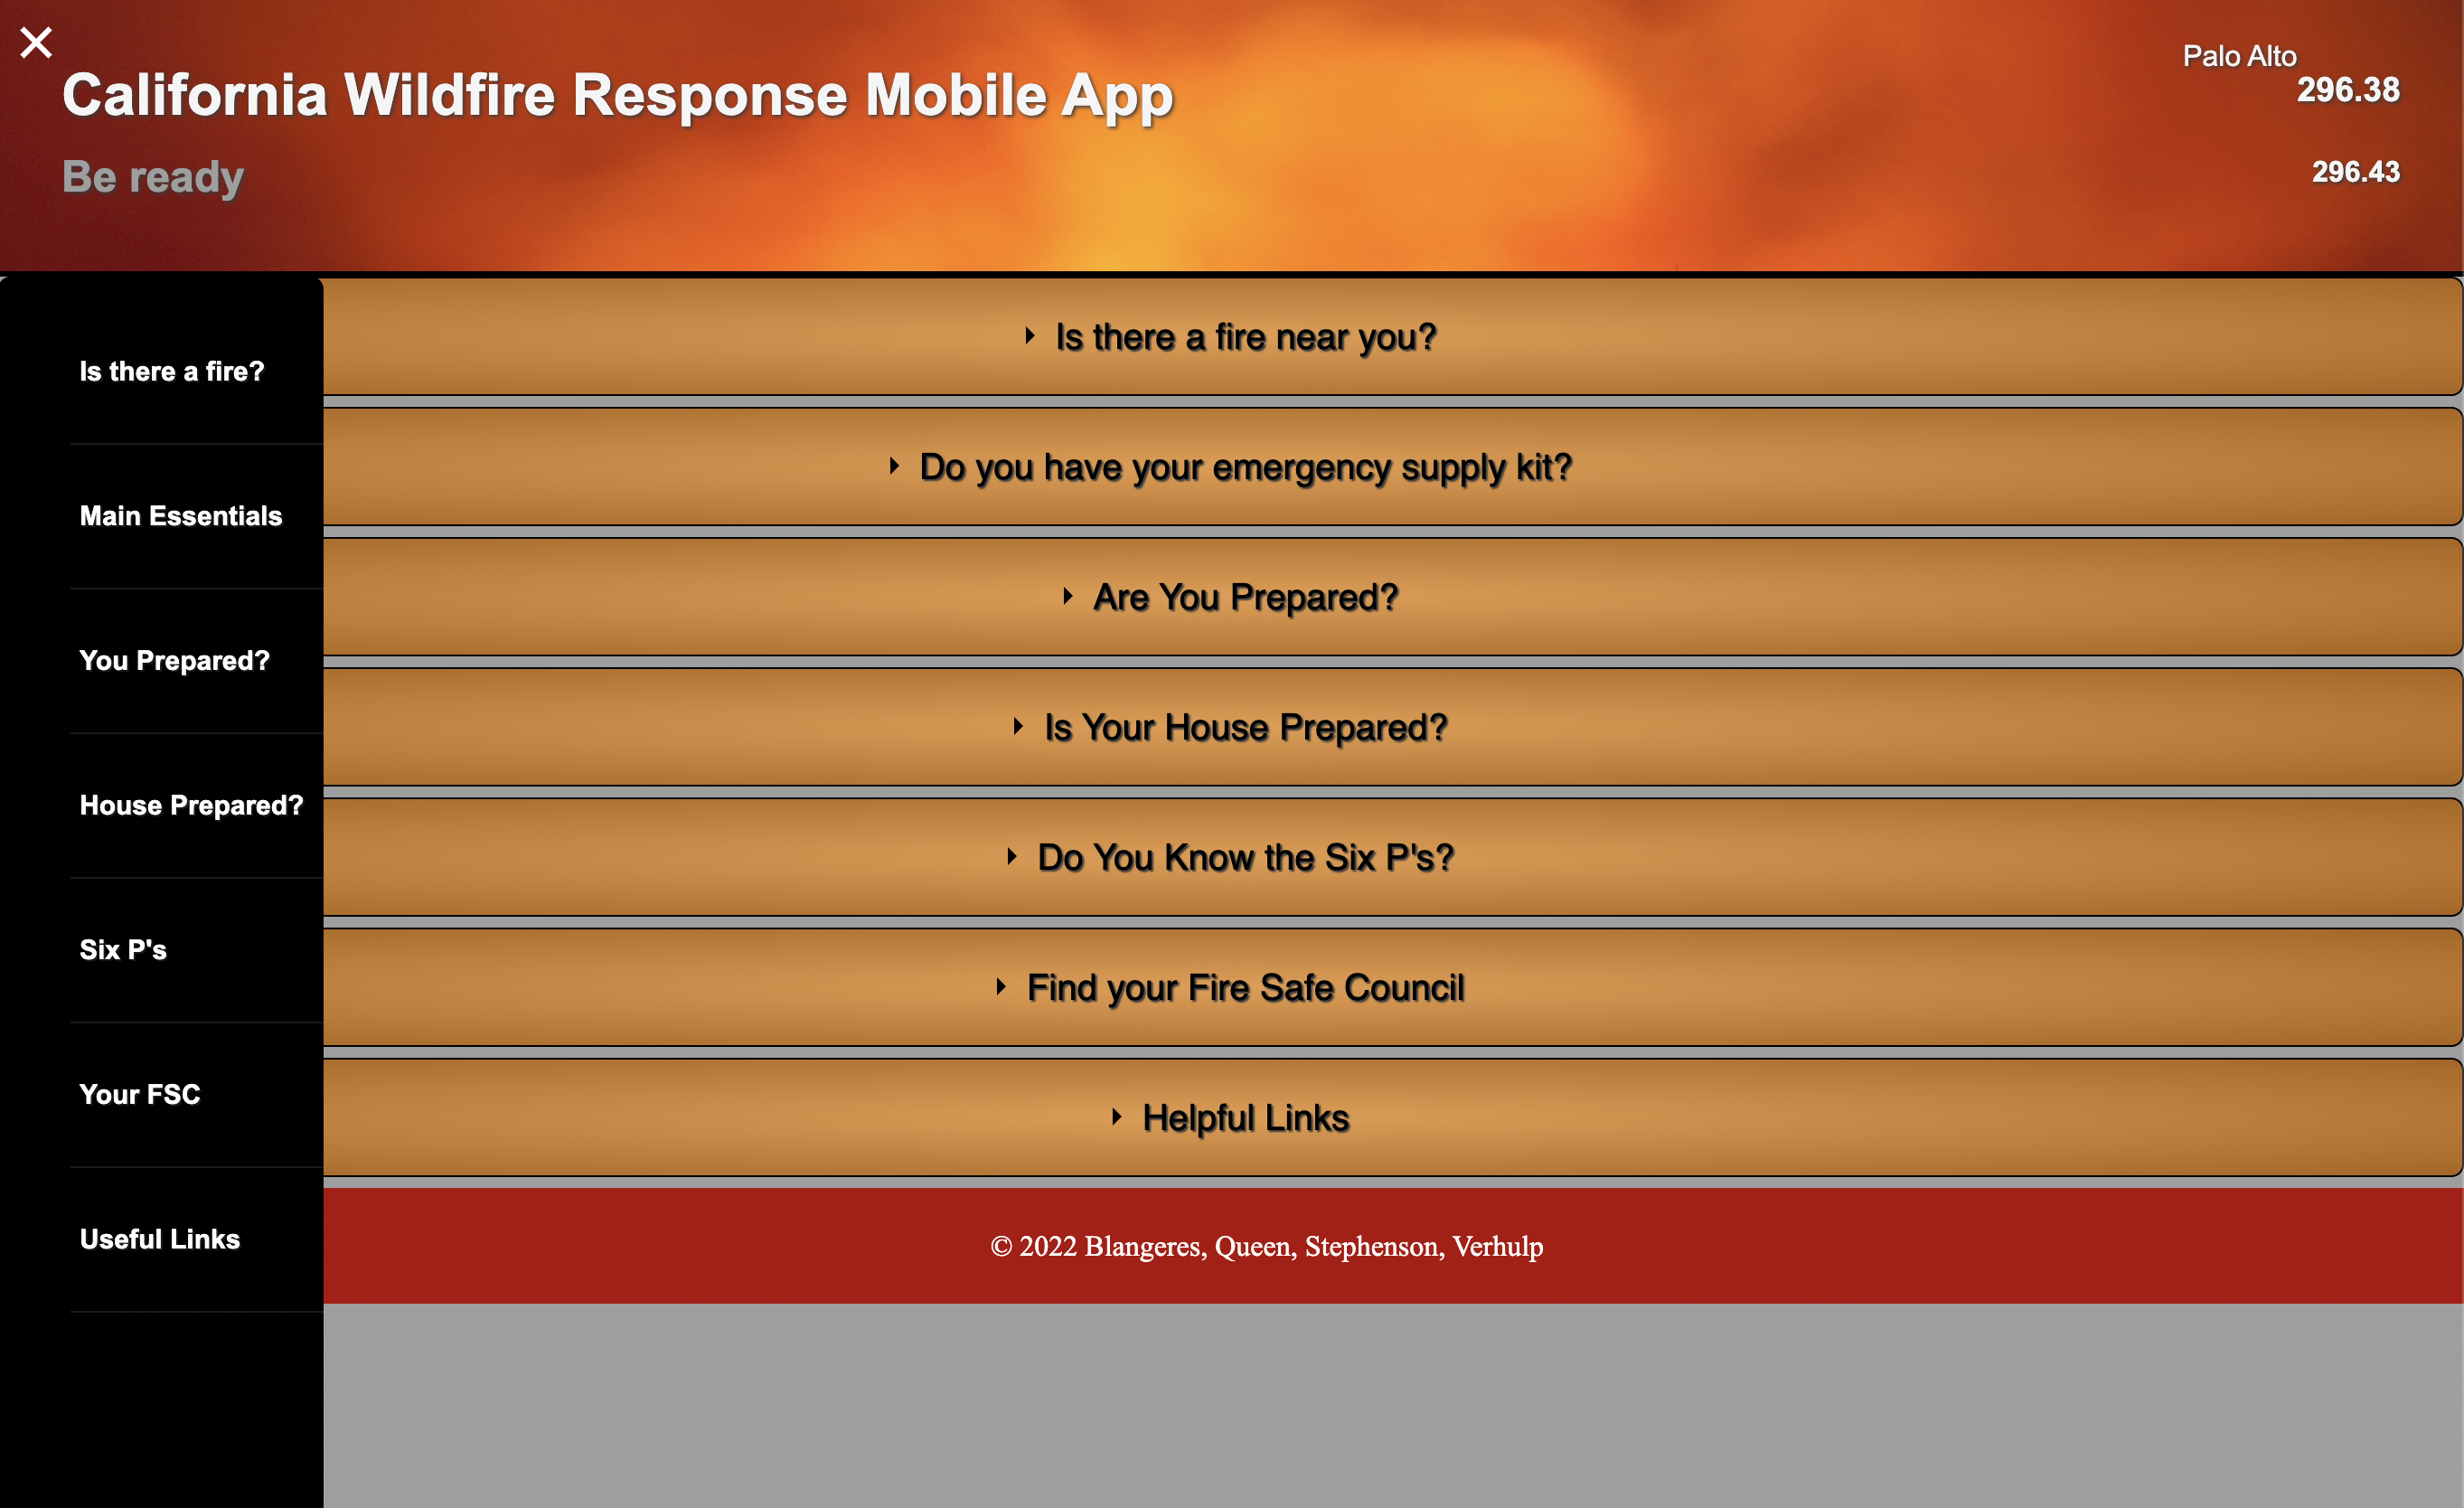 California Wildfire Response Mobile App
Be ready
Palo Alto
296.38
296.43
Is there a fire?
Main Essentials
You Prepared?
House Prepared?
Six P's
Your FSC
Useful Links
Is there a fire near you?
Do you have your emergency supply kit?
Are You Prepared?
Is Your House Prepared?
Do You Know the Six P's?
Find your Fire Safe Council
Helpful Links
© 2022 Blangeres, Queen, Stephenson, Verhulp